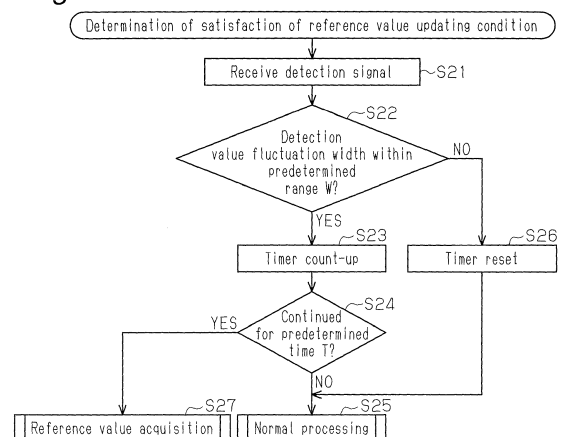 Determination of satisfaction of reference value updating condition
Receive detection signal
S21
S22
Detection
value fluctuation width within
predetermined
range W?
NO
YES
S23
Timer count-up
S26
Timer reset
S24
Continued
for predetermined
time T?
YES
NO
S27
Reference value acquisition
S25
Normal processing